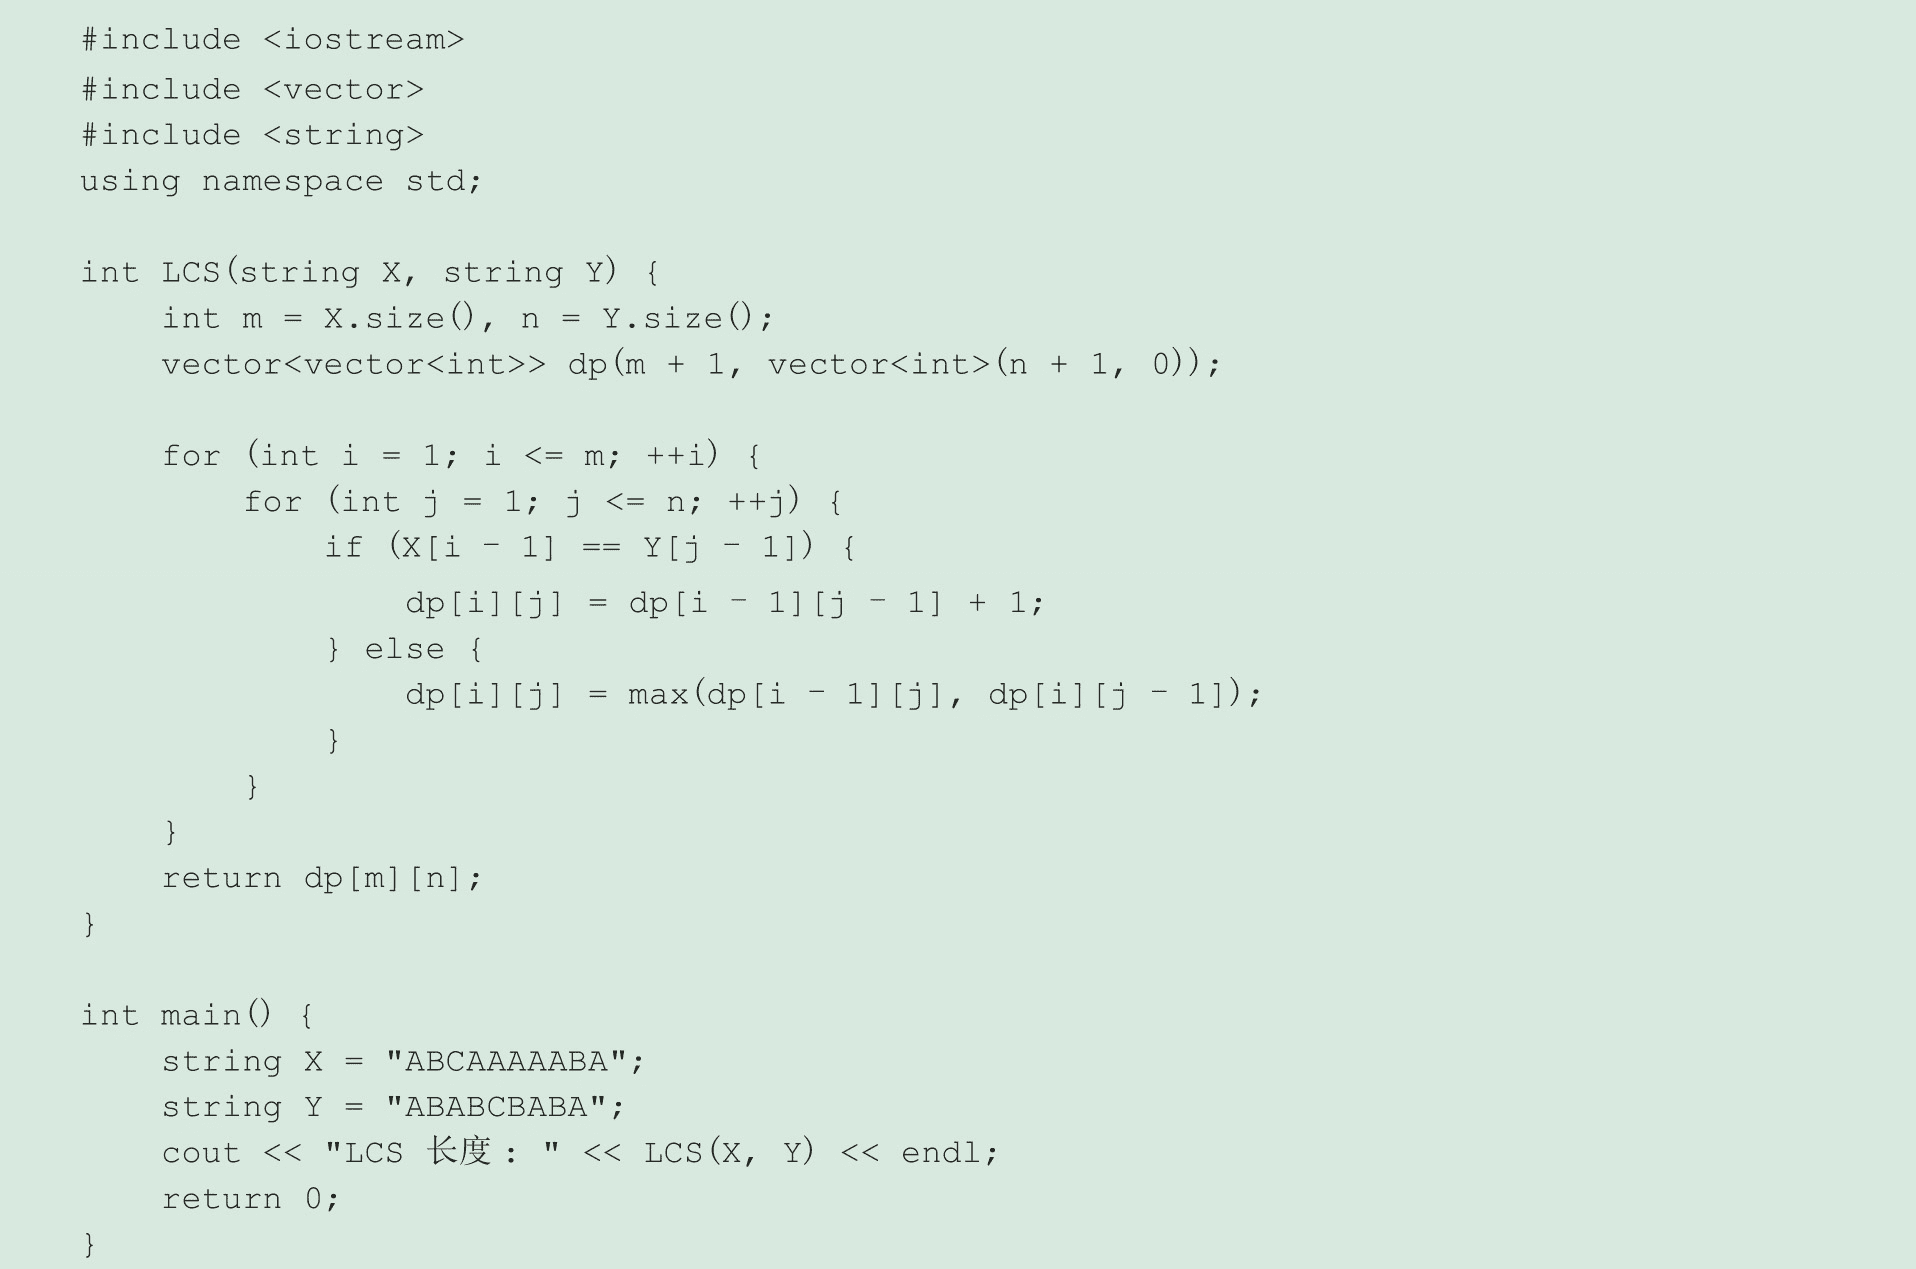 #include <iostream>
#include <vector>
#include <string>
using namespace std;

int LCS(string X, string Y) {
    int m = X.size(), n = Y.size();
    vector<vector<int>> dp(m + 1, vector<int>(n + 1, 0));

    for (int i = 1; i <= m; ++i) {
        for (int j = 1; j <= n; ++j) {
            if (X[i - 1] == Y[j - 1]) {
                dp[i][j] = dp[i - 1][j - 1] + 1;
            } else {
                dp[i][j] = max(dp[i - 1][j], dp[i][j - 1]);
            }
        }
    }
    return dp[m][n];
}

int main() {
    string X = "ABCAAAAABA";
    string Y = "ABABCBABA";
    cout << "LCS 长度: " << LCS(X, Y) << endl;
    return 0;
}